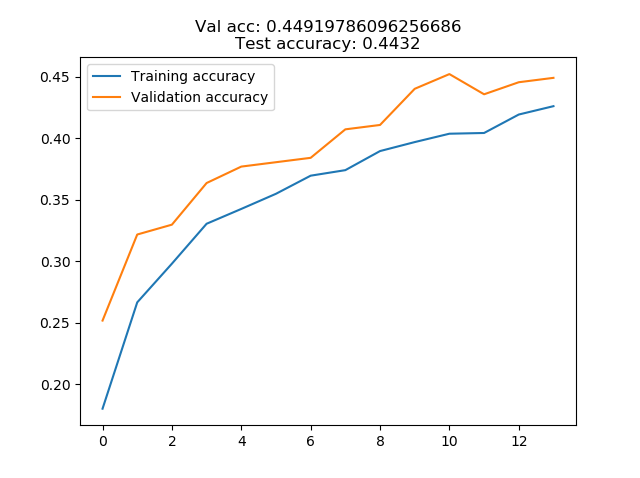 Val acc: 0.44919786096256686
Test accuracy: 0.4432
Training accuracy
Validation accuracy
0.45
0.40
0.35
0.30
0.25
0.20
0 2 4 6 8 10 12